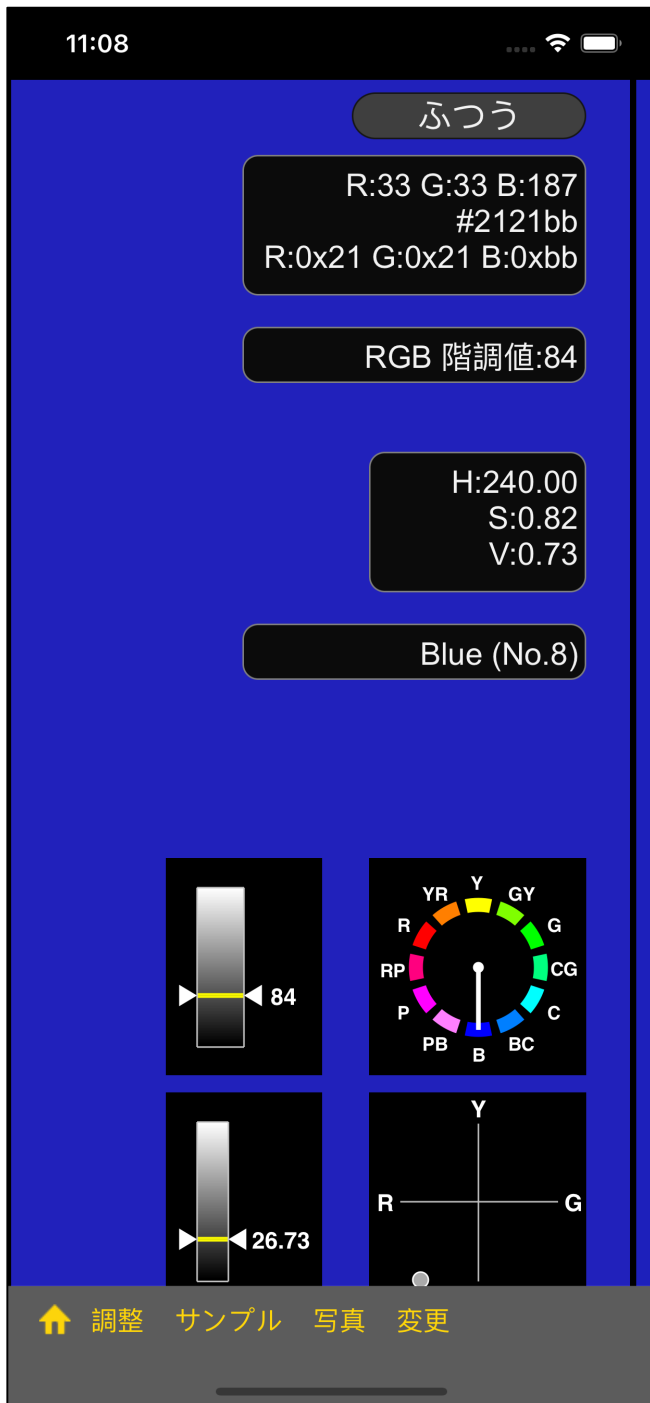 11:08
ふつう
R:33 G:33 B:187
#2121bb
R:0x21 G:0x21 B:0xbb
RGB 階調値:84
H:240.00
S:0.82
V:0.73
Blue (No.8)
84
Y
GY
G
CG
C
BC
B
PB
P
RP
R
YR
26.73
Y
R
G
調整 サンプル 写真 変更